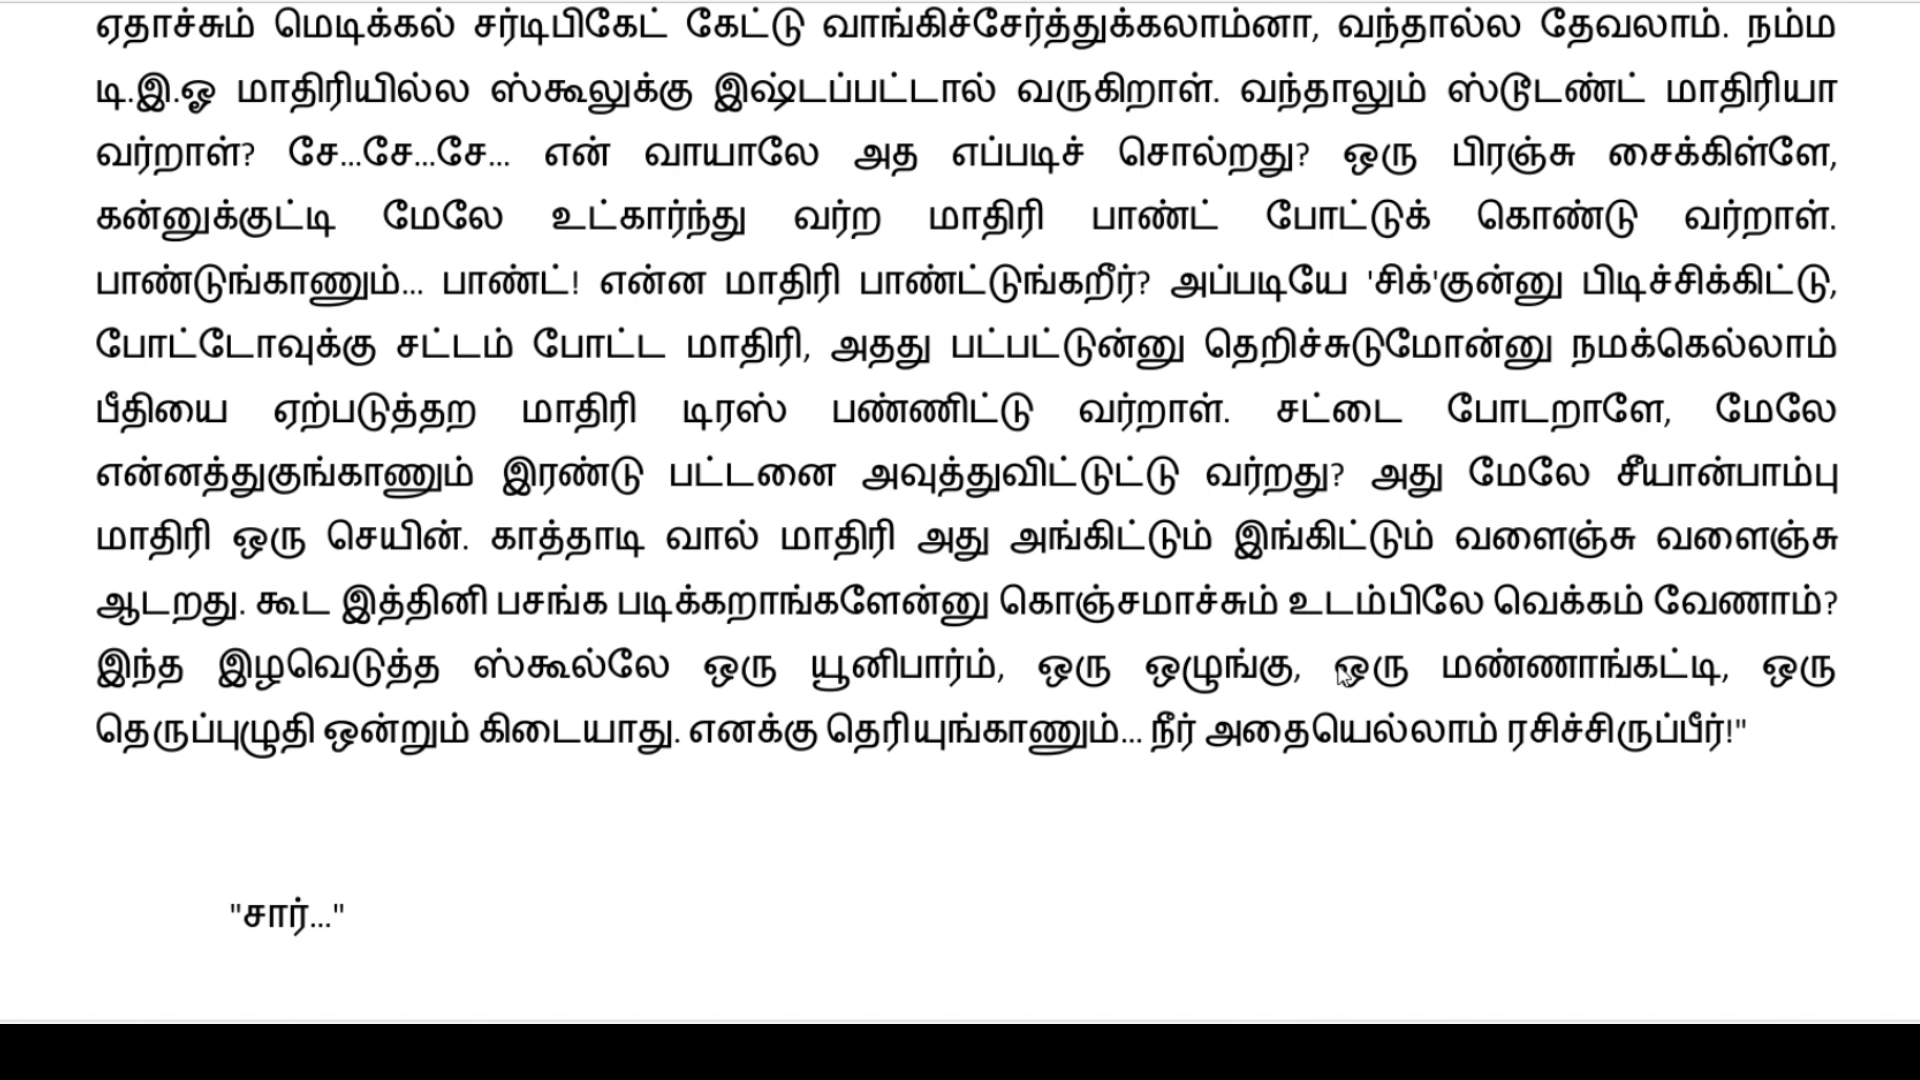 ஏதாச்சும் மெடிக்கல் சர்டிபிகேட் கேட்டு வாங்கிச்சேர்த்துக்கலாம்னா, வந்தால்ல தேவலாம். நம்ம
டி.இ.ஓ மாதிரியில்ல ஸ்கூலுக்கு இஷ்டப்பட்டால் வருகிறாள். வந்தாலும் ஸ்டூடண்ட் மாதிரியா
வர்றாள்? சே...சே...சே... என் வாயாலே அத எப்படிச் சொல்றது? ஒரு பிரஞ்சு சைக்கிள்ளே,
கன்னுக்குட்டி மேலே உட்கார்ந்து வர்ற மாதிரி பாண்ட் போட்டுக் கொண்டு வர்றாள்.
பாண்டுங்காணும்... பாண்ட்! என்ன மாதிரி பாண்ட்டுங்கறீர்? அப்படியே 'சிக்'குன்னு பிடிச்சிக்கிட்டு,
போட்டோவுக்கு சட்டம் போட்ட மாதிரி, அதது பட்பட்டுன்னு தெறிச்சுடுமோன்னு நமக்கெல்லாம்
பீதியை ஏற்படுத்தற மாதிரி டிரஸ் பண்ணிட்டு வர்றாள். சட்டை போடறாளே, மேலே
என்னத்துகுங்காணும் இரண்டு பட்டனை அவுத்துவிட்டுட்டு வர்றது? அது மேலே சீயான்பாம்பு
மாதிரி ஒரு செயின். காத்தாடி வால் மாதிரி அது அங்கிட்டும் இங்கிட்டும் வளைஞ்சு வளைஞ்சு
ஆடறது. கூட இத்தினி பசங்க படிக்கறாங்களேன்னு கொஞ்சமாச்சும் உடம்பிலே வெக்கம் வேணாம்?
இந்த இழவெடுத்த ஸ்கூல்லே ஒரு யூனிபார்ம், ஒரு ஒழுங்கு, ஒரு மண்ணாங்கட்டி, ஒரு
தெருப்புழுதி ஒன்றும் கிடையாது. எனக்கு தெரியுங்காணும்... நீர் அதையெல்லாம் ரசிச்சிருப்பீர்!"
"சார்..."